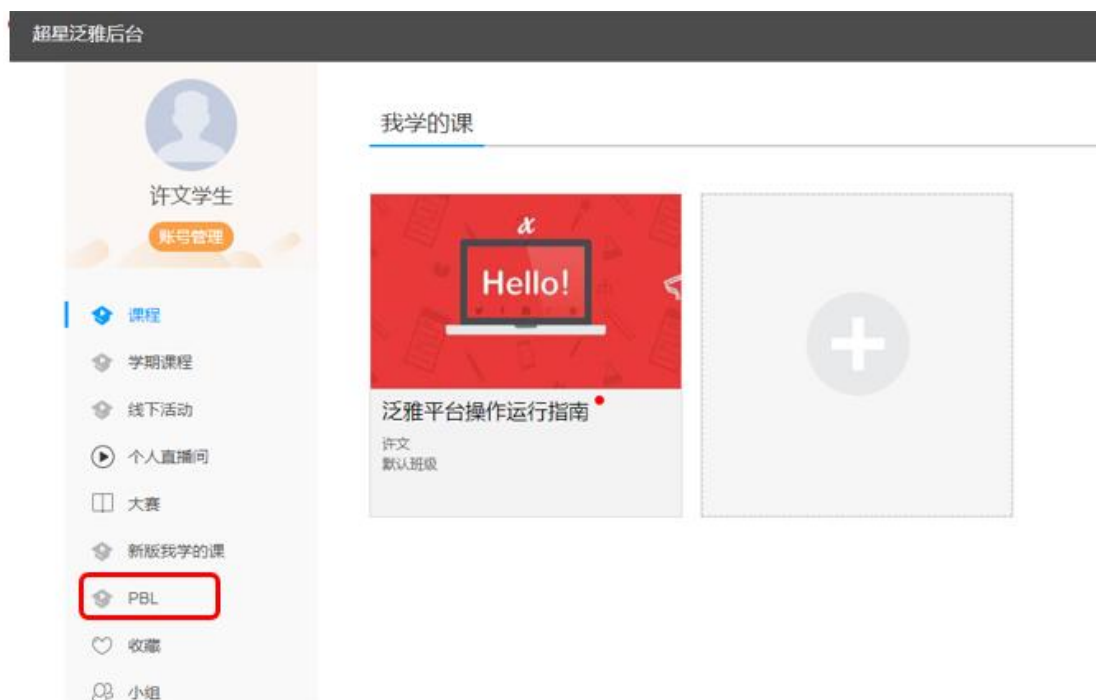 超星泛雅后台
许文学生
账号管理
课程
学期课程
线下活动
个人直播间
大赛
新版我学的课
PBL
收藏
小组
我学的课
Hello!
泛雅平台操作运行指南
许文
默认班级